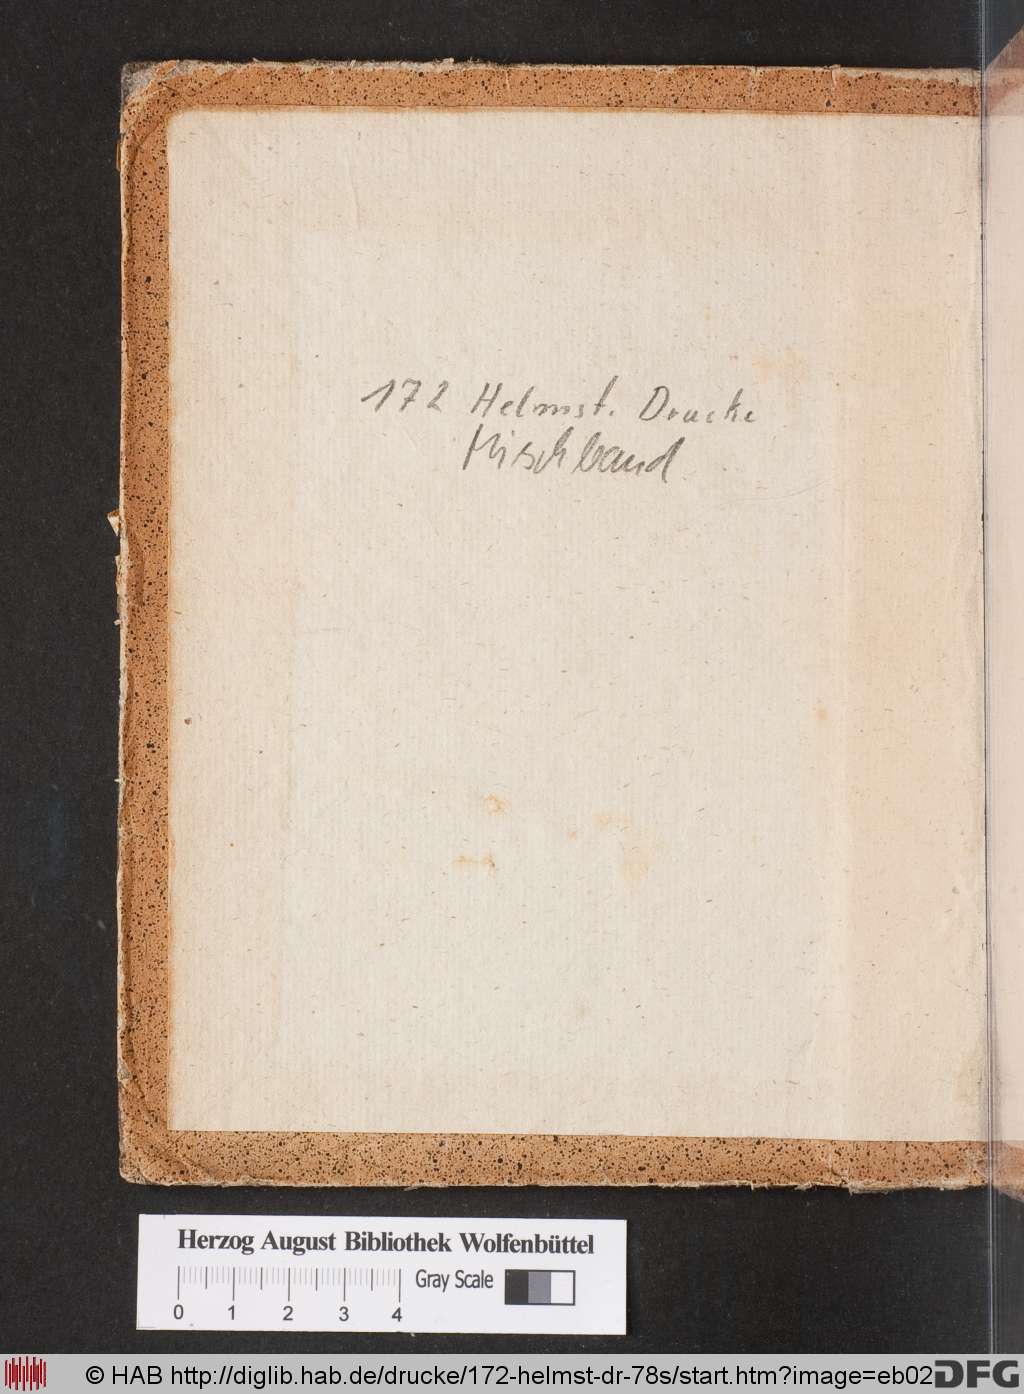 172 Helmst. Drucke
Mischband
Herzog August Bibliothek Wolfenbüttel
Gray Scale
0 1 2 3 4
© HAB http://diglib.hab.de/drucke/172-helmst-dr-78s/start.htm?image=eb02
DFG